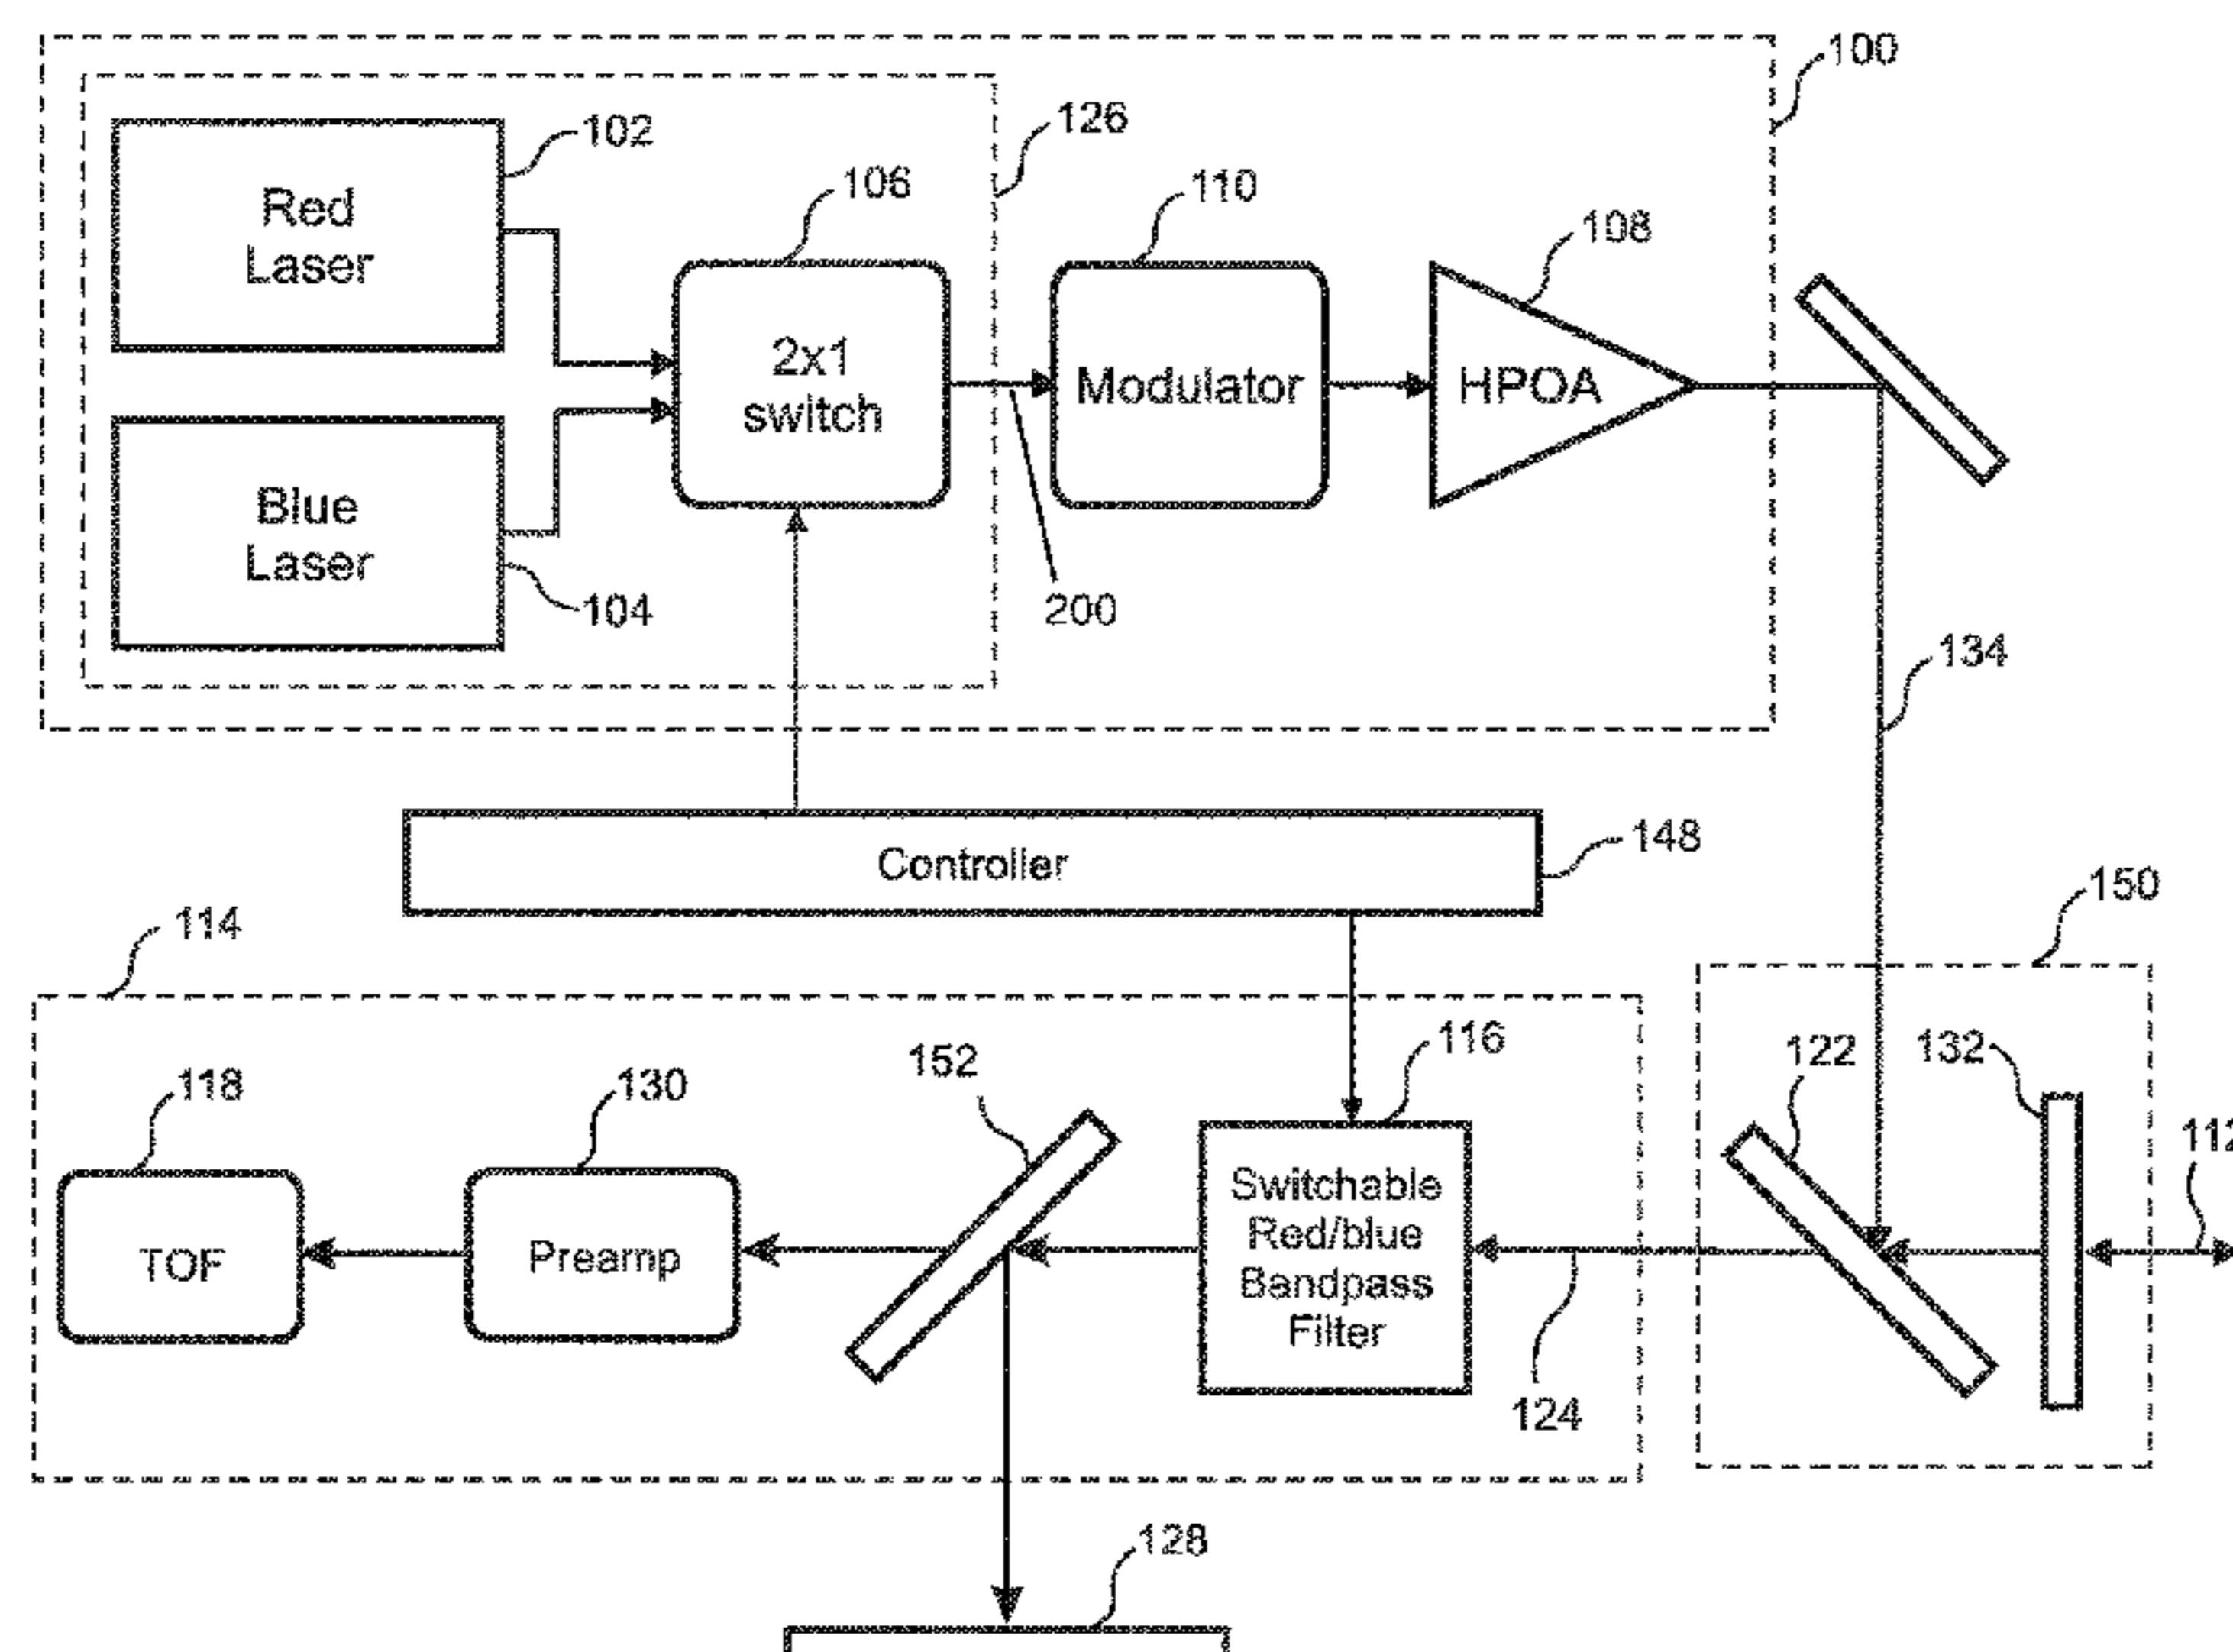 100
102
126
Red
Laser
106
110
108
2x1
switch
Modulator
HPOA
Blue
Laser
104
200
134
Controller
148
150
114
116
122
132
152
118
130
112
Switchable
Red/blue
Bandpass
Filter
TOF
Preamp
124
128